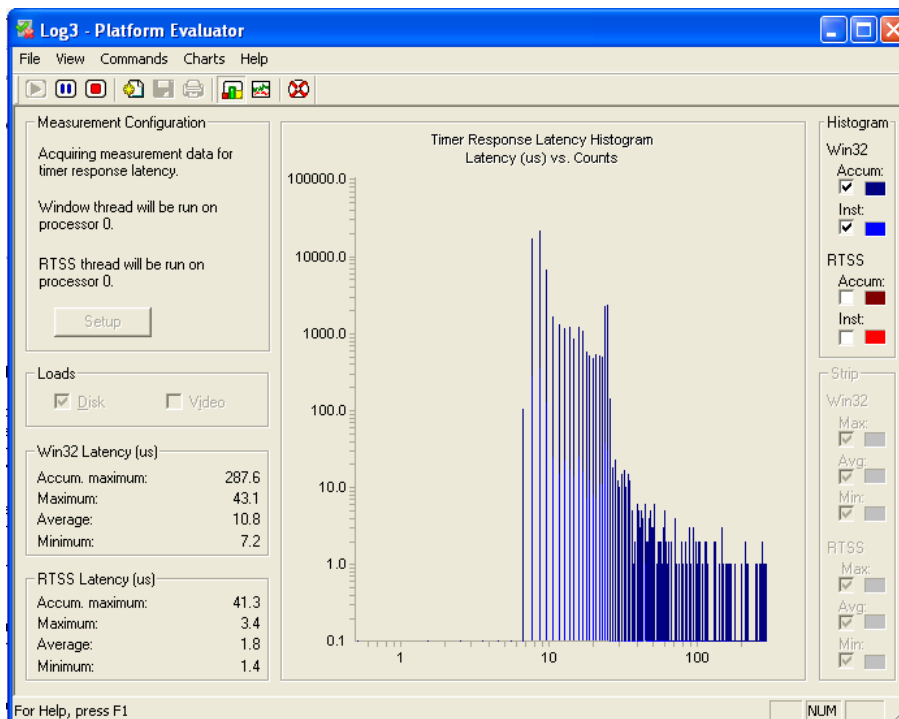 Log3 - Platform Evaluator
File View Commands Charts Help
Measurement Configuration
Acquiring measurement data for
timer response latency.
Window thread will be run on
processor 0.
RTSS thread will be run on
processor 0.
Setup
Loads
Disk Video
Win32 Latency (us)
Accum. maximum: 287.6
Maximum: 43.1
Average: 10.8
Minimum: 7.2
RTSS Latency (us)
Accum. maximum: 41.3
Maximum: 3.4
Average: 1.8
Minimum: 1.4
Timer Response Latency Histogram
Latency (us) vs. Counts
100000.0
10000.0
1000.0
100.0
10.0
1.0
0.1
1 10 100
Histogram
Win32
Accum:
Inst:
RTSS
Accum:
Inst:
Strip
Win32
Max:
Avg:
Min:
RTSS
Max:
Avg:
Min:
For Help, press F1
NUM